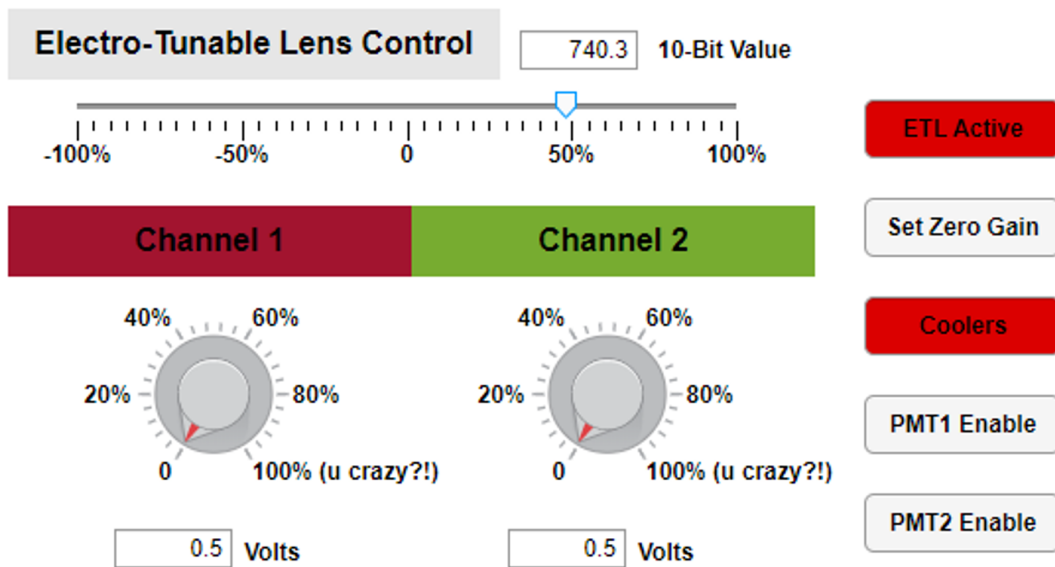 Electro-Tunable Lens Control
740.3 10-Bit Value
-100% -50% 0 50% 100%
ETL Active
Channel 1 Channel 2
Set Zero Gain
40% 60% 40% 60%
Coolers
20% 80% 20% 80%
PMT1 Enable
0 100% (u crazy?!) 0 100% (u crazy?!)
PMT2 Enable
0.5 Volts 0.5 Volts